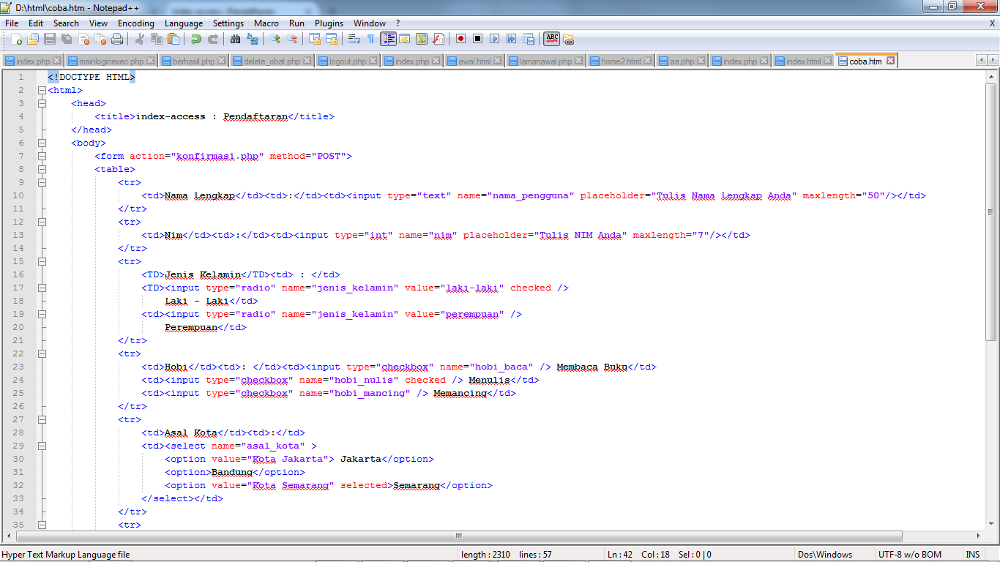 D:\html\coba.htm - Notepad++
File Edit Search View Encoding Language Settings Macro Run Plugins Window ? X
index.php mainloginexec.php berhasil.php delete_obat.php logout.php index.php awal.html lamanawal.php home2.html aa.php index.php index.html coba.htm
1 <!DOCTYPE HTML>
2 <html>
3 <head>
4 <title>index-access : Pendaftaran</title>
5 </head>
6 <body>
7 <form action="konfirmasi.php" method="POST">
8 <table>
9 <tr>
10 <td>Nama Lengkap</td><td>:</td><td><input type="text" name="nama_pengguna" placeholder="Tulis Nama Lengkap Anda" maxlength="50"/></td>
11 </tr>
12 <tr>
13 <td>Nim</td><td>:</td><td><input type="int" name="nim" placeholder="Tulis NIM Anda" maxlength="7"/></td>
14 </tr>
15 <tr>
16 <TD>Jenis Kelamin</TD><td> : </td>
17 <TD><input type="radio" name="jenis_kelamin" value="laki-laki" checked />
18 Laki - Laki</td>
19 <td><input type="radio" name="jenis_kelamin" value="perempuan" />
20 Perempuan</td>
21 </tr>
22 <tr>
23 <td>Hobi</td><td>: </td><td><input type="checkbox" name="hobi_baca" /> Membaca Buku</td>
24 <td><input type="checkbox" name="hobi_nulis" checked /> Menulis</td>
25 <td><input type="checkbox" name="hobi_mancing" /> Memancing</td>
26 </tr>
27 <tr>
28 <td>Asal Kota</td><td>:</td>
29 <td><select name="asal_kota" >
30 <option value="Kota Jakarta"> Jakarta</option>
31 <option>Bandung</option>
32 <option value="Kota Semarang" selected>Semarang</option>
33 </select></td>
34 </tr>
35 <tr>
Hyper Text Markup Language file length : 2310 lines : 57 Ln : 42 Col : 18 Sel : 0 | 0 Dos\Windows UTF-8 w/o BOM INS